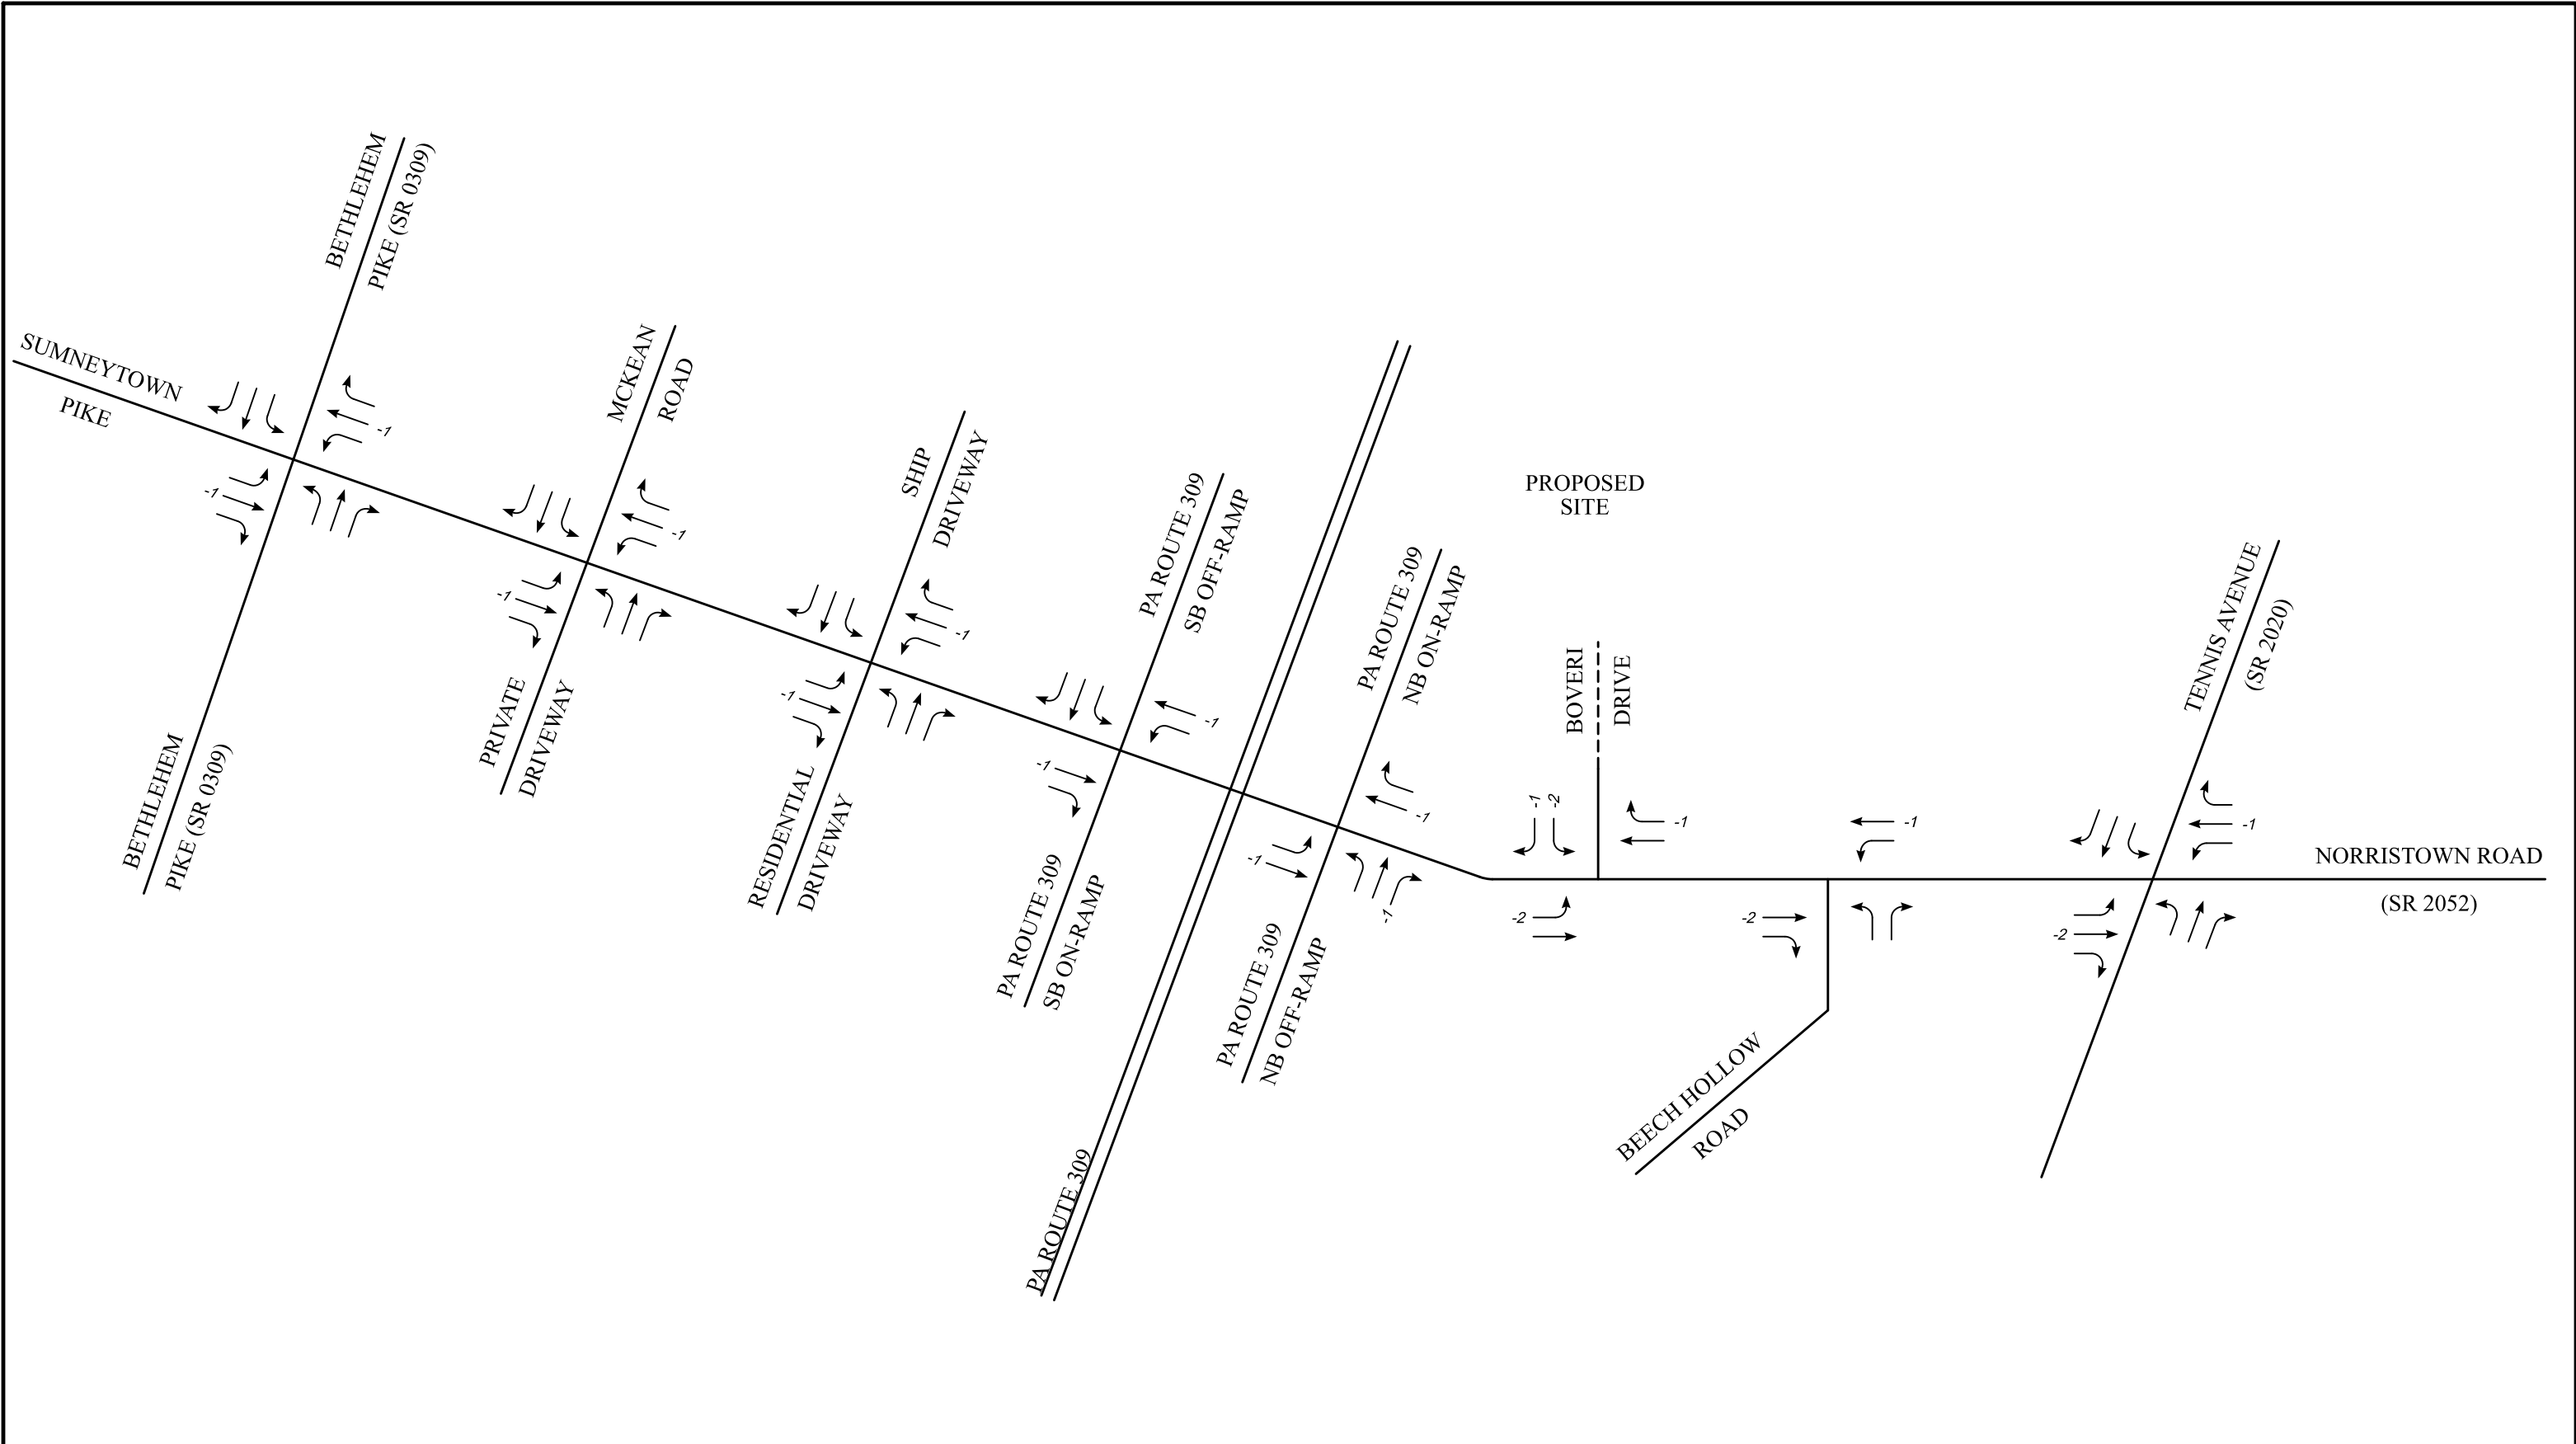 BETHLEHEM
PIKE (SR 0309)
SUMNEYTOWN
PIKE
-1
-1
BETHLEHEM
PIKE (SR 0309)
MCKEAN
ROAD
-1
-1
PRIVATE
DRIVEWAY
SHIP
DRIVEWAY
-1
-1
RESIDENTIAL
DRIVEWAY
PA ROUTE 309
SB OFF-RAMP
-1
-1
PA ROUTE 309
SB ON-RAMP
PA ROUTE 309
PA ROUTE 309
NB ON-RAMP
-1
-1
-1
PA ROUTE 309
NB OFF-RAMP
PROPOSED
SITE
BOVERI
DRIVE
-1
-2
-1
-2
-1
-2
BEECH HOLLOW
ROAD
TENNIS AVENUE
(SR 2020)
-1
-2
NORRISTOWN ROAD
(SR 2052)